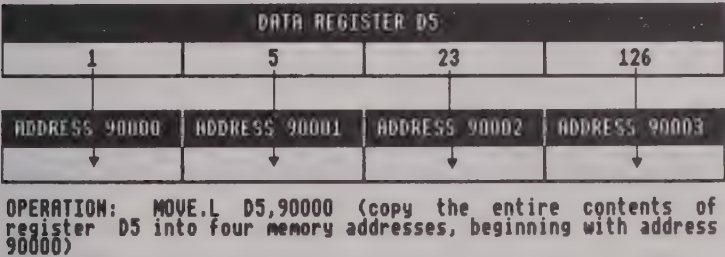 DATA REGISTER D5
1 5 23 126
ADDRESS 90000 ADDRESS 90001 ADDRESS 90002 ADDRESS 90003
OPERATION: MOVE.L D5,90000 (copy the entire contents of
register D5 into four memory addresses, beginning with address
90000)